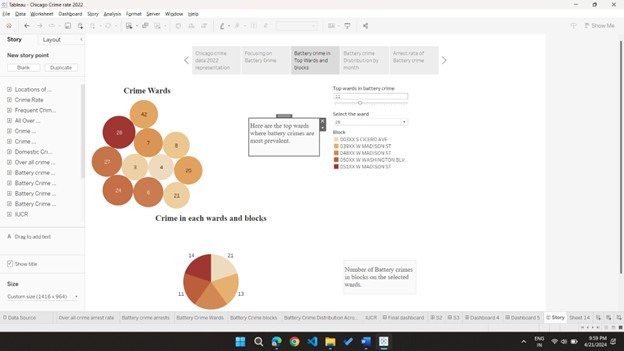 Tableau - Chicago Crime rate 2022
File Data Worksheet Dashboard Story Analysis Format Server Window Help
Show Me
Story Layout
New story point
Blank Duplicate
Locations of ...
Crime Rate
Frequent Crim...
All Over ...
Crime ...
Crime ...
Domestic Cri...
Over all crime ...
Battery crime ...
Battery Crime ...
Battery Crime ...
Battery Crime ...
IUCR
A Drag to add text
Show title
Size
Custom size (1416 x 964)
Chicago crime data 2022 representation
Focusing on Battery Crime
Battery crime in Top Wards and blocks
Battery crime Distribution by month
Arrest rate of Battery crime
Crime Wards
42
28
7
6
27
3
4
20
24
8
21
Here are the top wards
where battery crimes are
most prevalent.
Top wards in battery crime
11
Select the ward
28
Block
003XX S CICERO AVE
039XX W MADISON ST
048XX W MADISON ST
050XX W WASHINGTON BLV..
051XX W MADISON ST
Crime in each wards and blocks
14
21
11
13
Number of Battery crimes
in blocks on the selected
wards.
Data Source Over all crime arrest rate Battery crime arrests Battery Crime Wards Battery Crime blocks Battery Crime Distribution Acro.. IUCR Final dashboard S2 S3 Dashboard 4 Dashboard 5 Story Sheet 14
ENG
IN
9:59 PM
4/21/2024